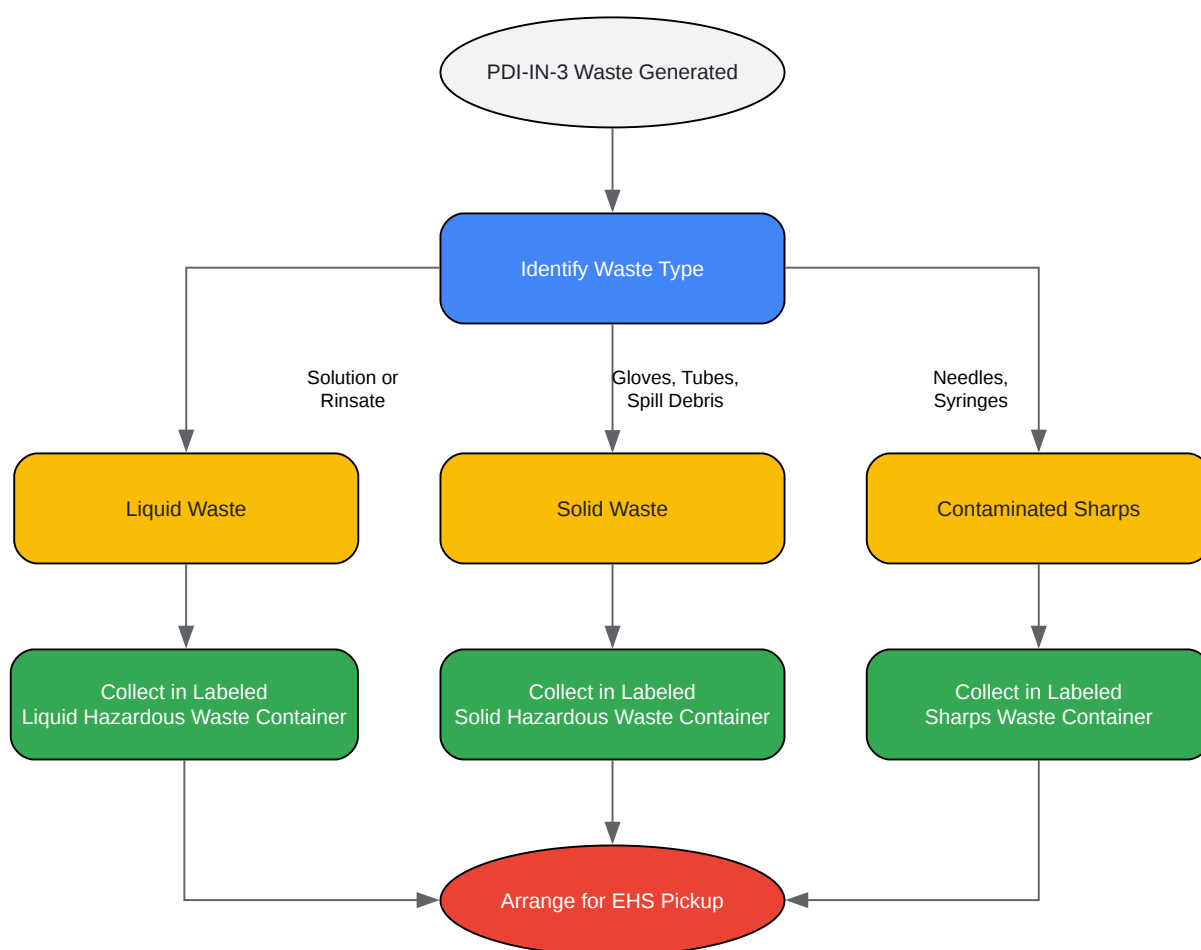 PDI-IN-3 Waste Generated
Identify Waste Type
Solution or
Rinsate
Gloves, Tubes,
Spill Debris
Needles,
Syringes
Liquid Waste
Solid Waste
Contaminated Sharps
Collect in Labeled
Liquid Hazardous Waste Container
Collect in Labeled
Solid Hazardous Waste Container
Collect in Labeled
Sharps Waste Container
Arrange for EHS Pickup